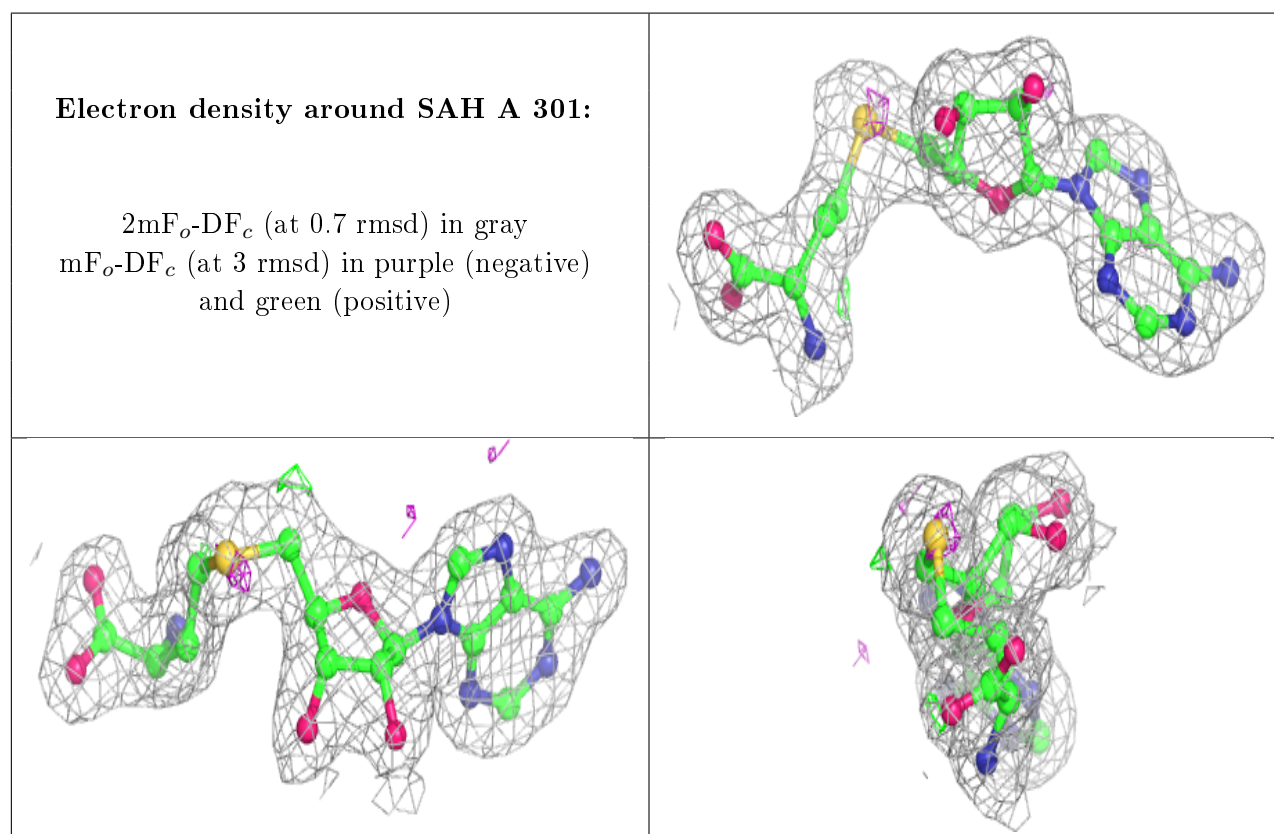 Electron density around SAH A 301:
2mFₒ-DF𝒸 (at 0.7 rmsd) in gray
mFₒ-DF𝒸 (at 3 rmsd) in purple (negative)
and green (positive)